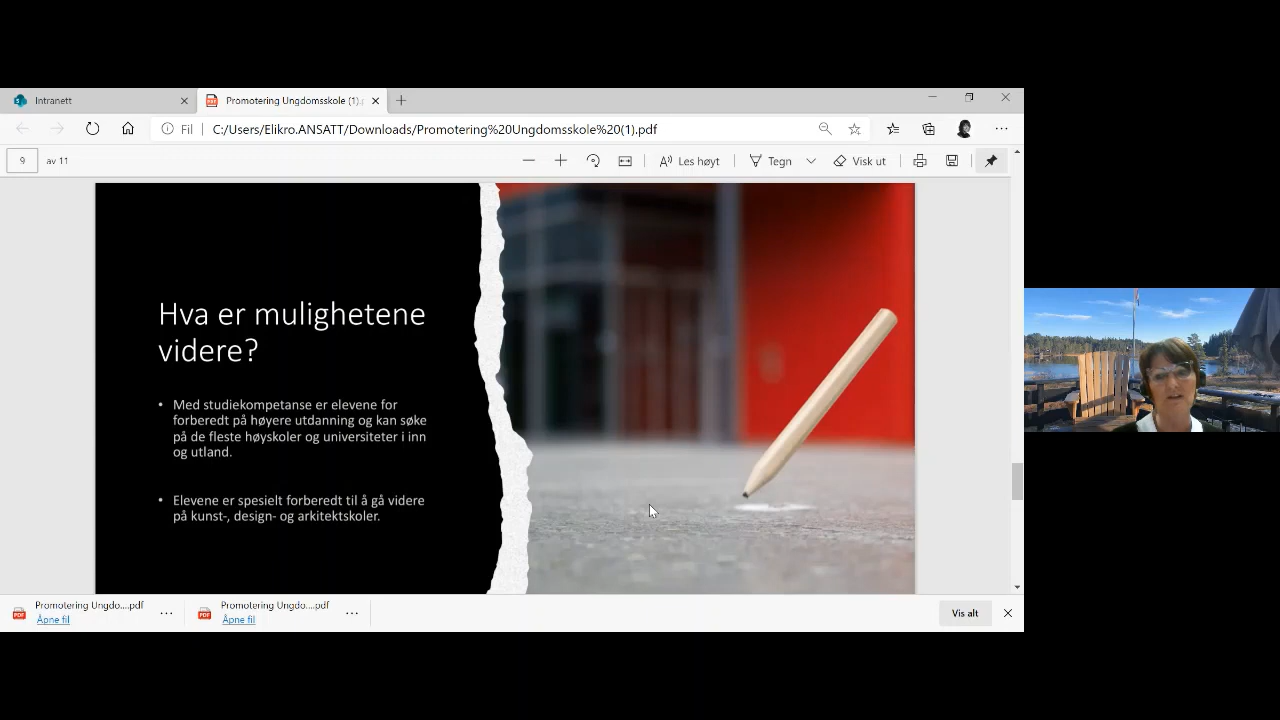 Intranett
Promotering Ungdomsskole (1).
Fil
C:/Users/Elikro.ANSATT/Downloads/Promotering%20Ungdomsskole%20(1).pdf
9 av 11
Les høyt
Tegn
Visk ut
Hva er mulighetene
videre?
• Med studiekompetanse er elevene for
forberedt på høyere utdanning og kan søke
på de fleste høyskoler og universiteter i inn
og utland.
• Elevene er spesielt forberedt til å gå videre
på kunst-, design- og arkitektskoler.
PDF
Promotering Ungdo....pdf
Åpne fil
PDF
Promotering Ungdo....pdf
Åpne fil
Vis alt